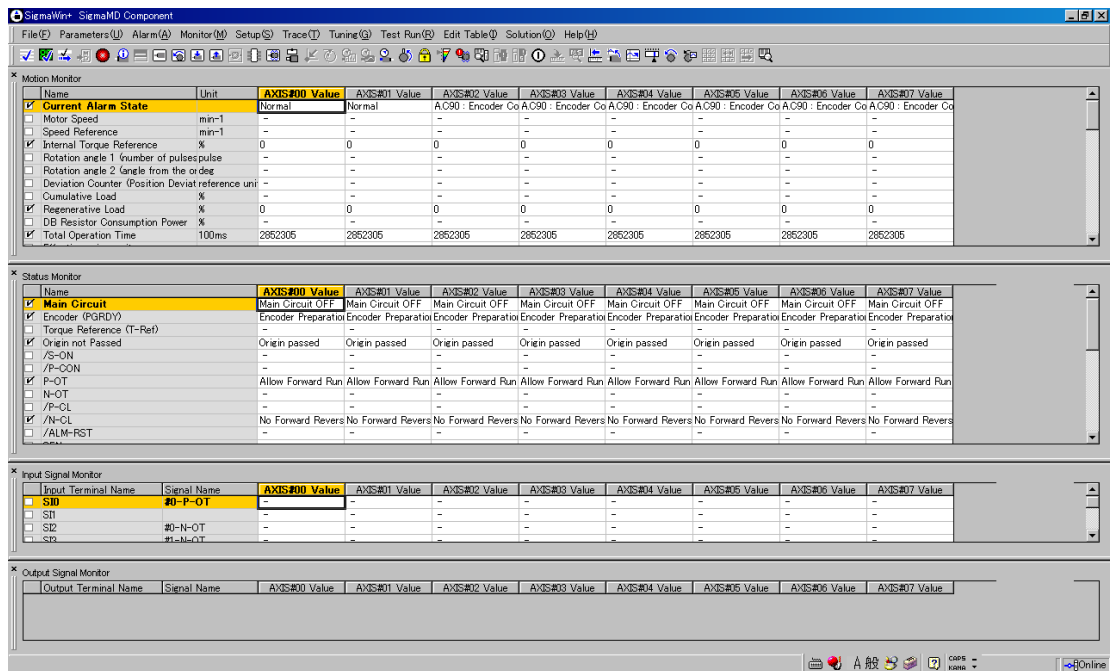 SigmaWin+ SigmaMD Component
File(F) Parameters(U) Alarm(A) Monitor(M) Setup(S) Trace(T) Tuning(G) Test Run(R) Edit Table(I) Solution(O) Help(H)
Motion Monitor
Name Unit AXIS#00 Value AXIS#01 Value AXIS#02 Value AXIS#03 Value AXIS#04 Value AXIS#05 Value AXIS#06 Value AXIS#07 Value
Current Alarm State Normal Normal A.C90 : Encoder Co A.C90 : Encoder Co A.C90 : Encoder Co A.C90 : Encoder Co A.C90 : Encoder Co A.C90 : Encoder Co
Motor Speed min-1 - - - - - - - -
Speed Reference min-1 - - - - - - - -
Internal Torque Reference % 0 0 0 0 0 0 0 0
Rotation angle 1 (number of pulses pulse - - - - - - - -
Rotation angle 2 (angle from the or deg - - - - - - - -
Deviation Counter (Position Deviat reference uni - - - - - - - -
Cumulative Load % - - - - - - - -
Regenerative Load % 0 0 0 0 0 0 0 0
DB Resistor Consumption Power % - - - - - - - -
Total Operation Time 100ms 2852305 2852305 2852305 2852305 2852305 2852305 2852305 2852305
Status Monitor
Name AXIS#00 Value AXIS#01 Value AXIS#02 Value AXIS#03 Value AXIS#04 Value AXIS#05 Value AXIS#06 Value AXIS#07 Value
Main Circuit Main Circuit OFF Main Circuit OFF Main Circuit OFF Main Circuit OFF Main Circuit OFF Main Circuit OFF Main Circuit OFF Main Circuit OFF
Encoder (PGRDY) Encoder Preparatio Encoder Preparatio Encoder Preparatio Encoder Preparatio Encoder Preparatio Encoder Preparatio Encoder Preparatio Encoder Preparatio
Torque Reference (T-Ref) - - - - - - - -
Origin not Passed Origin passed Origin passed Origin passed Origin passed Origin passed Origin passed Origin passed Origin passed
/S-ON - - - - - - - -
/P-CON - - - - - - - -
P-OT Allow Forward Run Allow Forward Run Allow Forward Run Allow Forward Run Allow Forward Run Allow Forward Run Allow Forward Run Allow Forward Run
N-OT - - - - - - - -
/P-CL - - - - - - - -
/N-CL No Forward Revers No Forward Revers No Forward Revers No Forward Revers No Forward Revers No Forward Revers No Forward Revers No Forward Revers
/ALM-RST - - - - - - - -
Input Signal Monitor
Input Terminal Name Signal Name AXIS#00 Value AXIS#01 Value AXIS#02 Value AXIS#03 Value AXIS#04 Value AXIS#05 Value AXIS#06 Value AXIS#07 Value
SI0 #0-P-OT - - - - - - - -
SI1 - - - - - - - -
SI2 #0-N-OT - - - - - - - -
SI3 #1-N-OT - - - - - - - -
Output Signal Monitor
Output Terminal Name Signal Name AXIS#00 Value AXIS#01 Value AXIS#02 Value AXIS#03 Value AXIS#04 Value AXIS#05 Value AXIS#06 Value AXIS#07 Value
A 般 CAPS KANA
Online